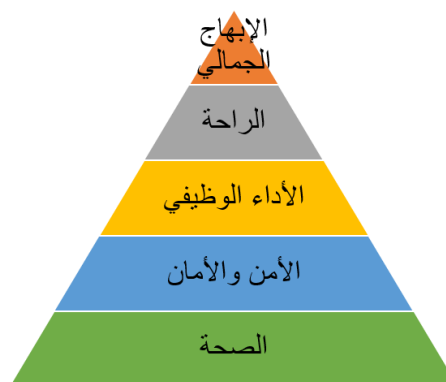 الإبهاج
الجمالي
الراحة
الأداء الوظيفي
الأمن والأمان
الصحة